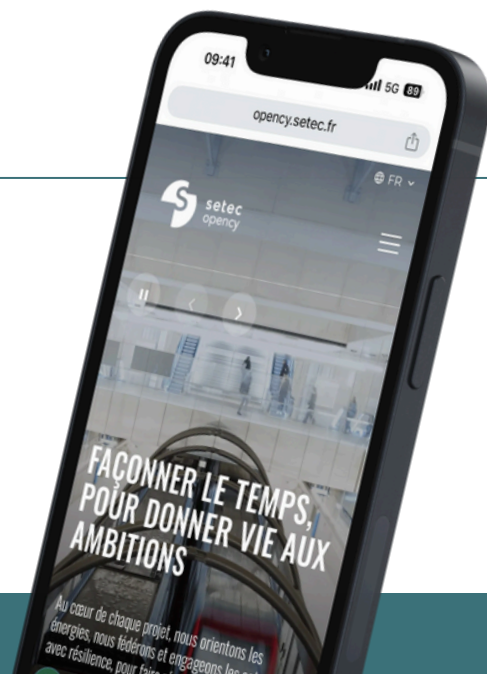 09:41
5G 89
opency.setec.fr
FR
setec
opency
FAÇONNER LE TEMPS,
POUR DONNER VIE AUX
AMBITIONS
Au cœur de chaque projet, nous orientons les
énergies, nous fédérons et engageons les
avec résilience, pour faire